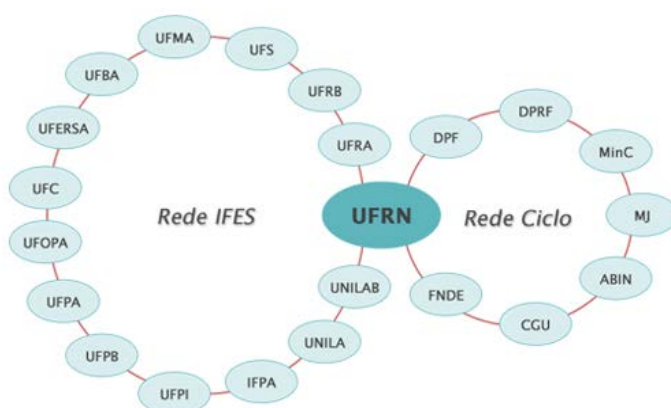 UFMA
UFS
UFBA
UFRB
UFERSA
UFRA
UFC
UFOPA
UFPA
UFPB
UFPI
IFPA
UNILA
UNILAB
Rede IFES
UFRN
Rede Ciclo
DPF
DPRF
MinC
MJ
ABIN
CGU
FNDE